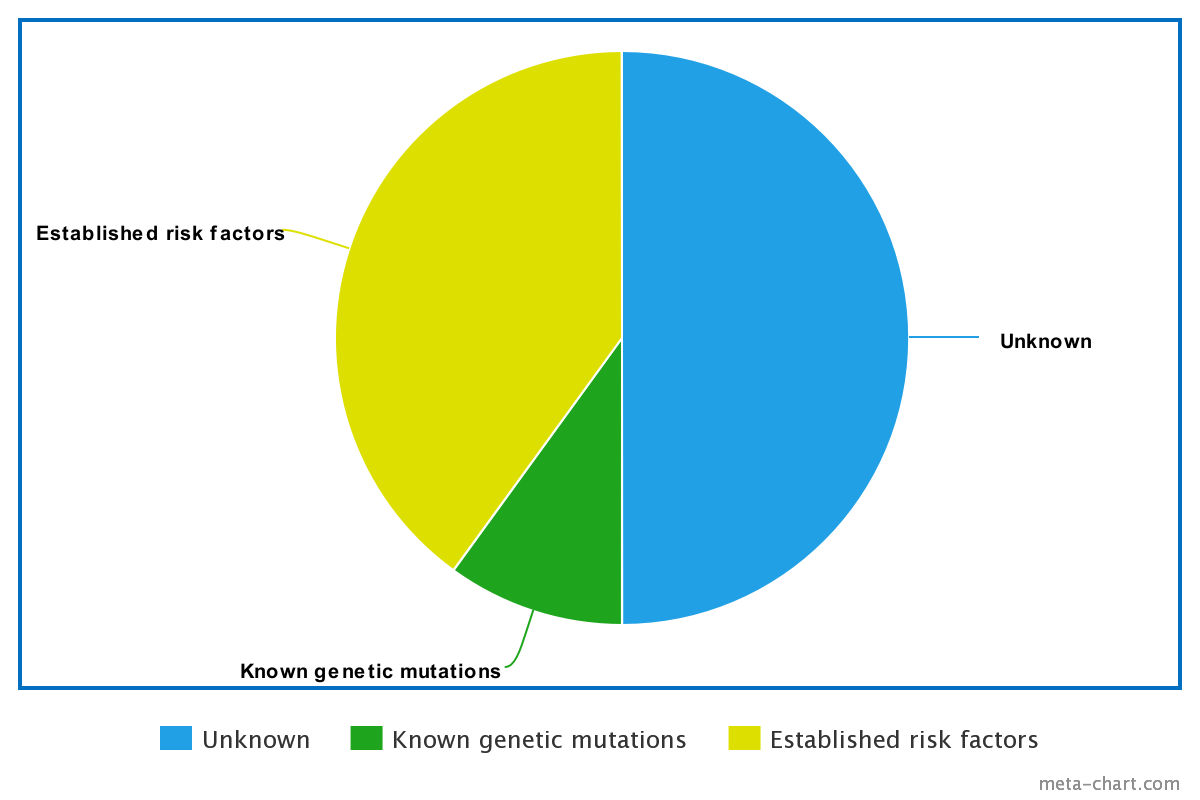 Established risk factors
Unknown
Known genetic mutations
Unknown
Known genetic mutations
Established risk factors
meta-chart.com